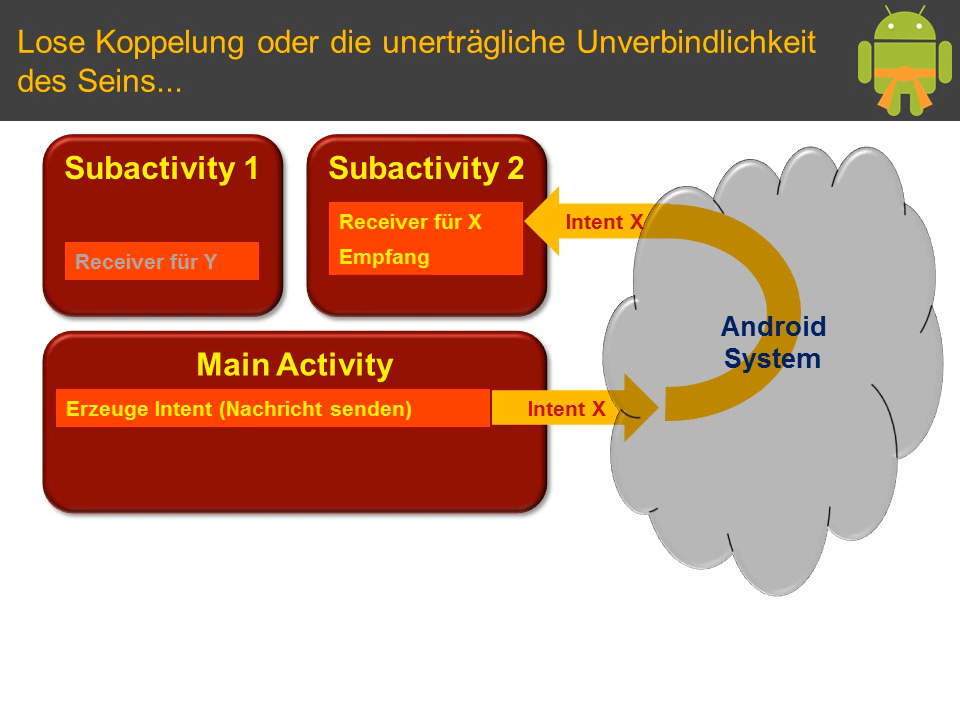 Lose Koppelung oder die unerträgliche Unverbindlichkeit
des Seins...
Subactivity 1
Receiver für Y
Subactivity 2
Receiver für X
Empfang
Intent X
Android
System
Main Activity
Erzeuge Intent (Nachricht senden)
Intent X